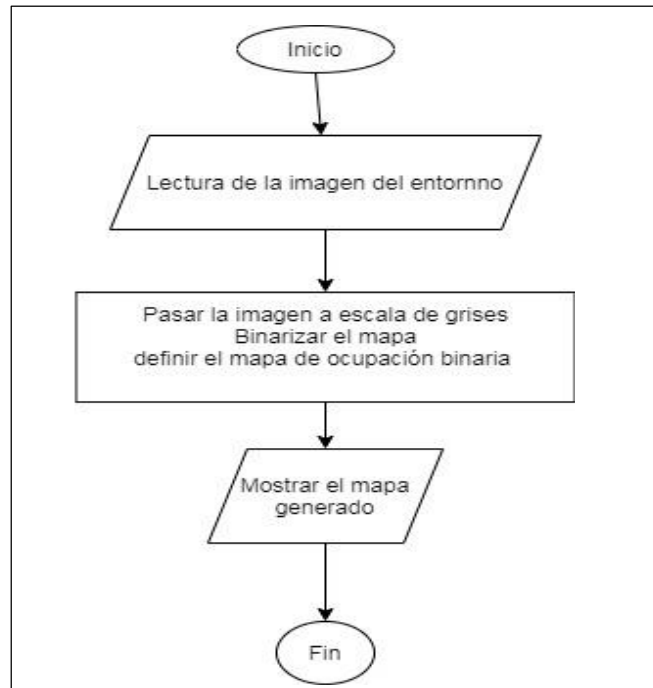 Inicio
Lectura de la imagen del entornno
Pasar la imagen a escala de grises
Binarizar el mapa
definir el mapa de ocupación binaria
Mostrar el mapa
generado
Fin